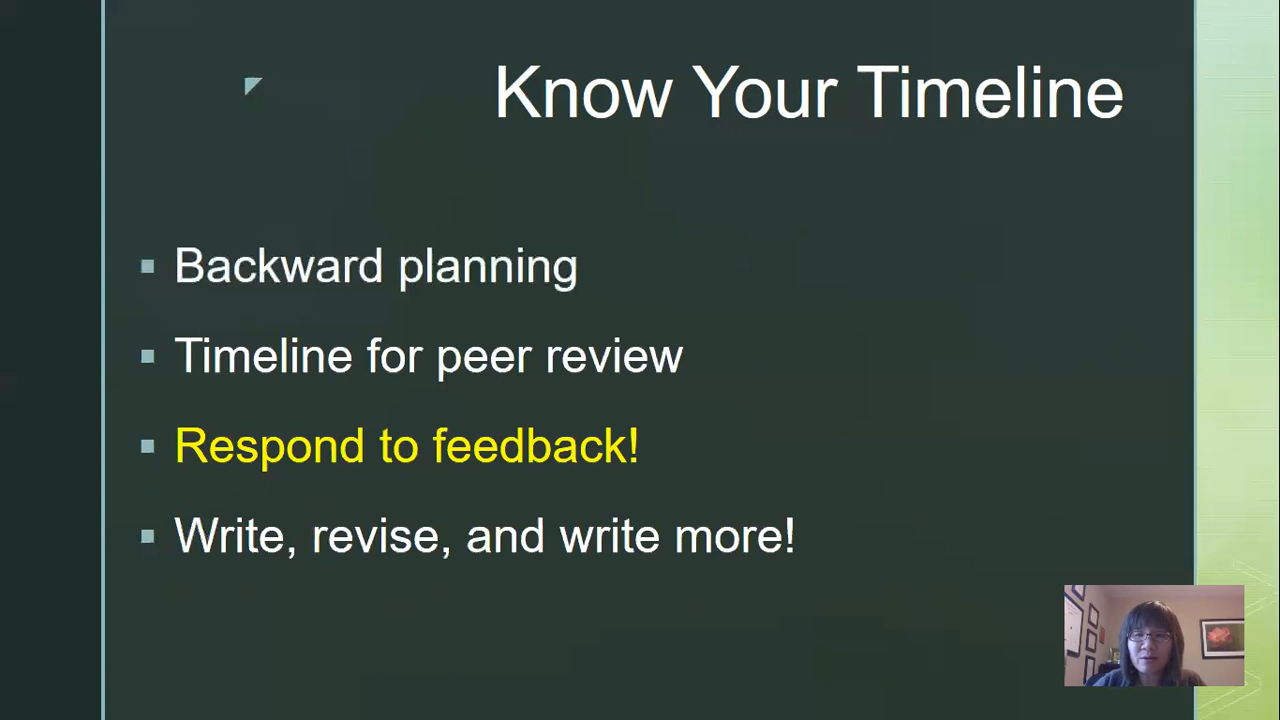 Know Your Timeline
Backward planning
Timeline for peer review
Respond to feedback!
Write, revise, and write more!